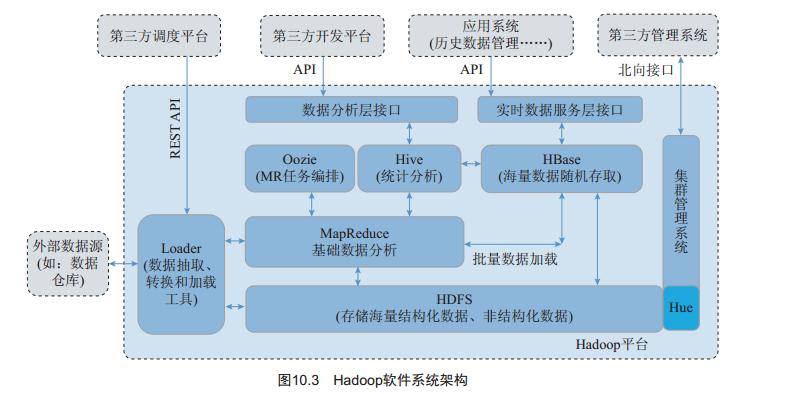 第三方调度平台
第三方开发平台
应用系统
(历史数据管理……)
第三方管理系统
API
API
北向接口
REST API
数据分析层接口
实时数据服务层接口
Oozie
(MR任务编排)
Hive
(统计分析)
HBase
(海量数据随机存取)
集群管理系统
外部数据源
(如：数据
仓库)
Loader
(数据抽取、
转换和加载
工具)
MapReduce
基础数据分析
批量数据加载
HDFS
(存储海量结构化数据、非结构化数据)
Hue
Hadoop平台
图10.3 Hadoop软件系统架构